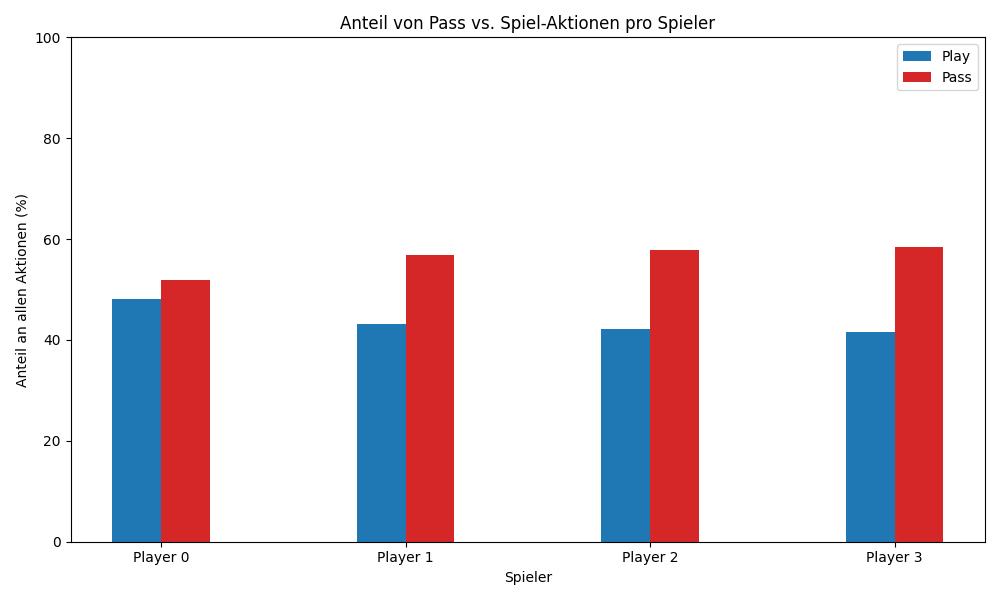 Anteil von Pass vs. Spiel-Aktionen pro Spieler
Play
Pass
Anteil an allen Aktionen (%)
100
80
60
40
20
0
Player 0
Player 1
Player 2
Player 3
Spieler